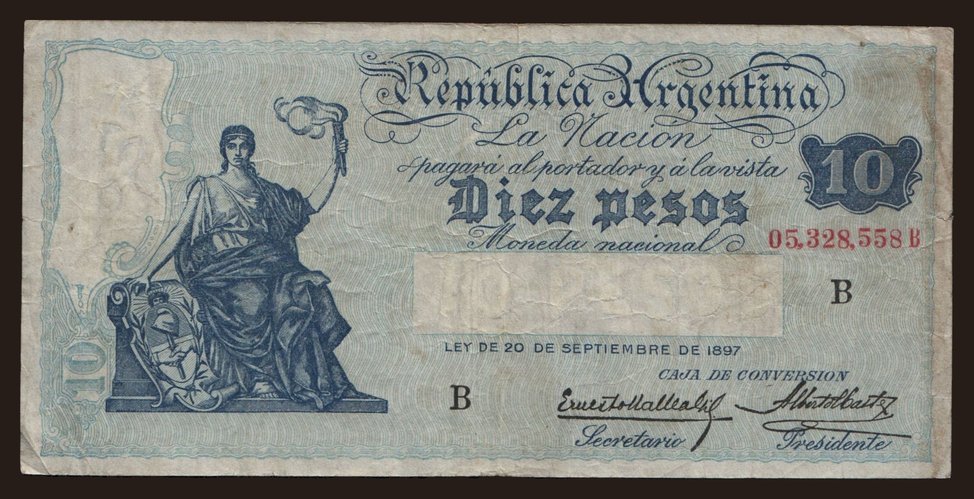 República Argentina
La Nación
pagará al portador y á la vista
Diez pesos
10
Moneda nacional
05,328,558 B
B
LEY DE 20 DE SEPTIEMBRE DE 1897
CAJA DE CONVERSION
B
Secretario
Presidente
10